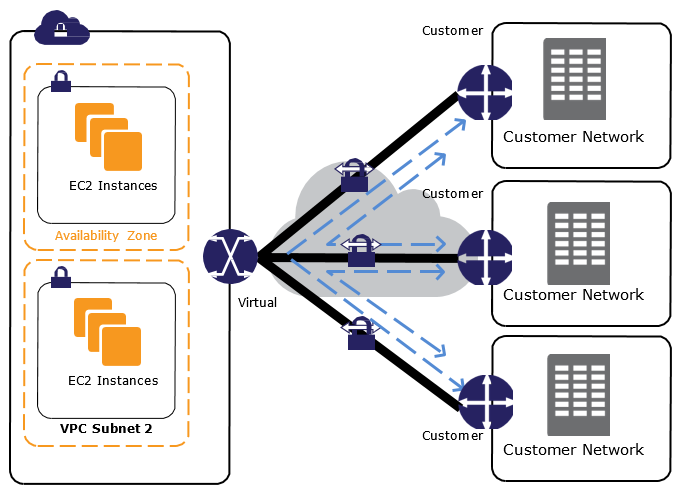 EC2 Instances
Availability Zone
EC2 Instances
VPC Subnet 2
Virtual
Customer
Customer Network
Customer
Customer Network
Customer
Customer Network